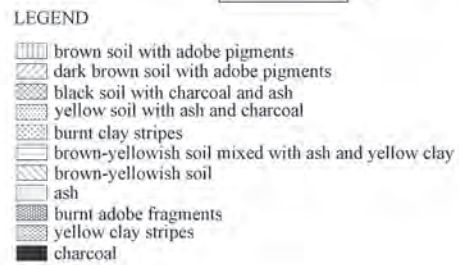 LEGEND
brown soil with adobe pigments
dark brown soil with adobe pigments
black soil with charcoal and ash
yellow soil with ash and charcoal
burnt clay stripes
brown-yellowish soil mixed with ash and yellow clay
brown-yellowish soil
ash
burnt adobe fragments
yellow clay stripes
charcoal